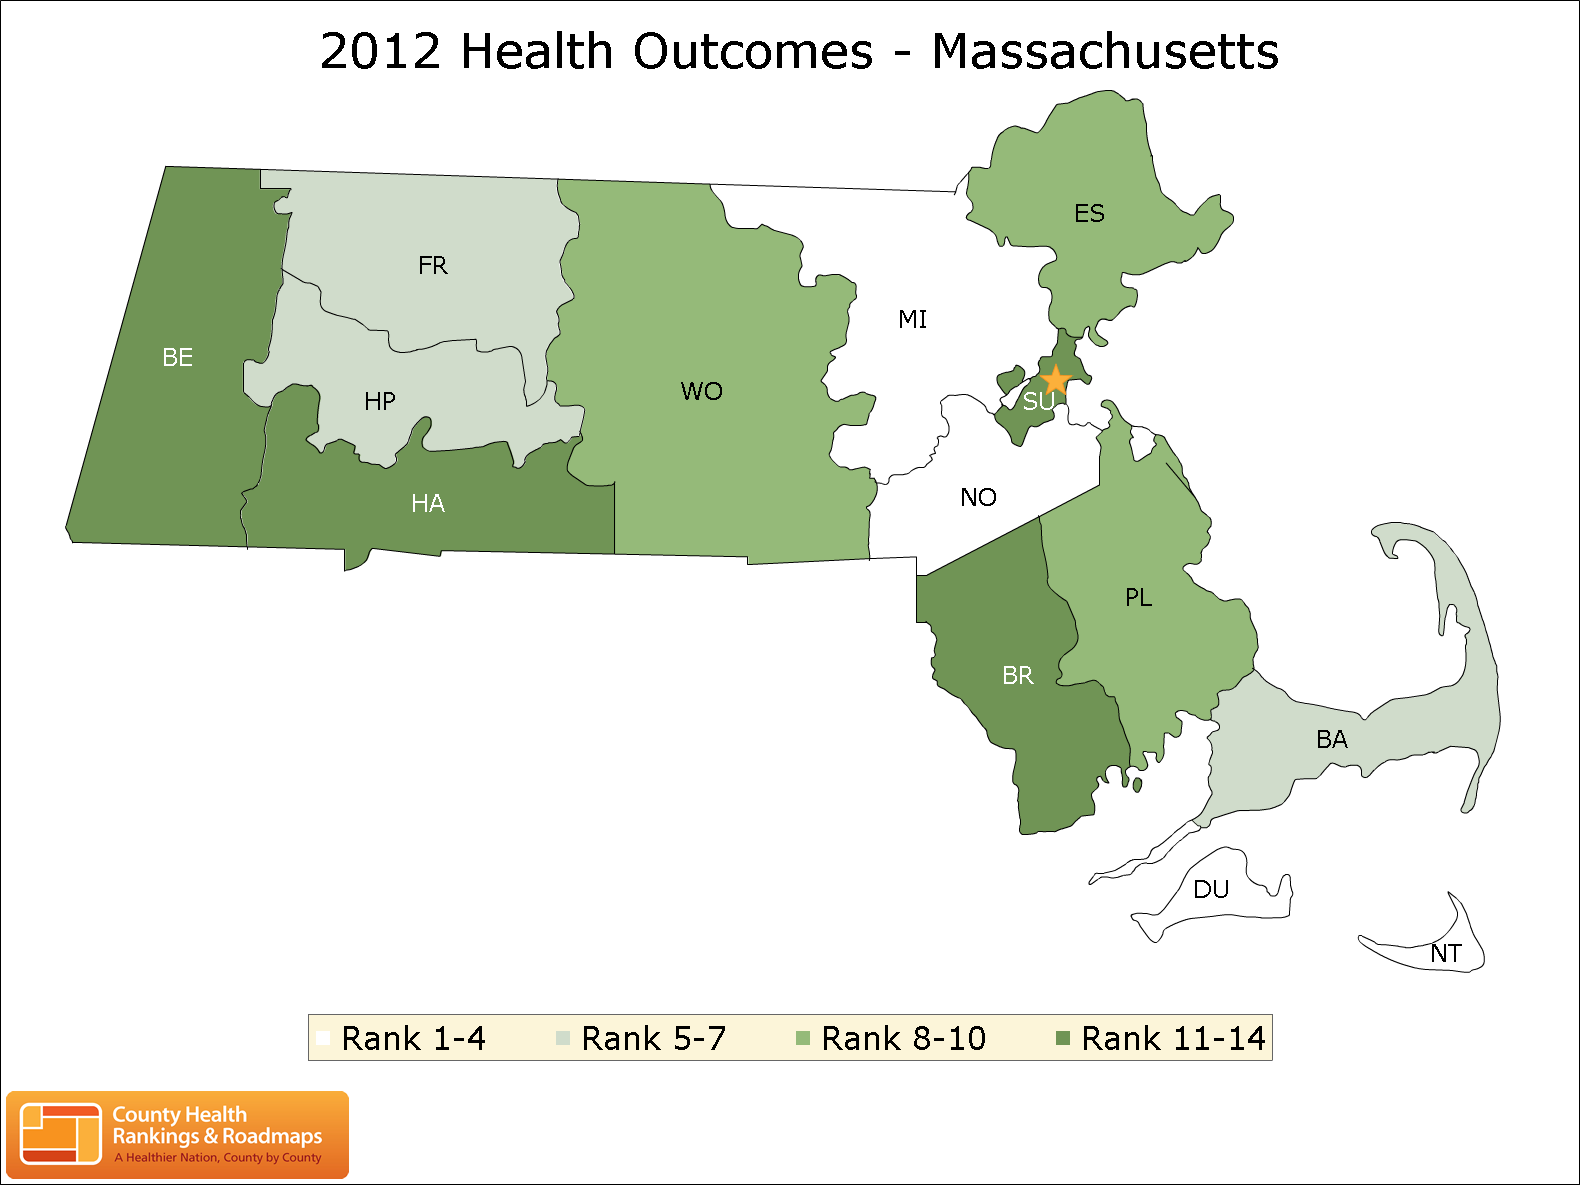 2012 Health Outcomes - Massachusetts
ES
FR
MI
BE
WO
HP
SU
HA
NO
PL
BR
BA
DU
NT
Rank 1-4 Rank 5-7 Rank 8-10 Rank 11-14
County Health
Rankings & Roadmaps
A Healthier Nation, County by County